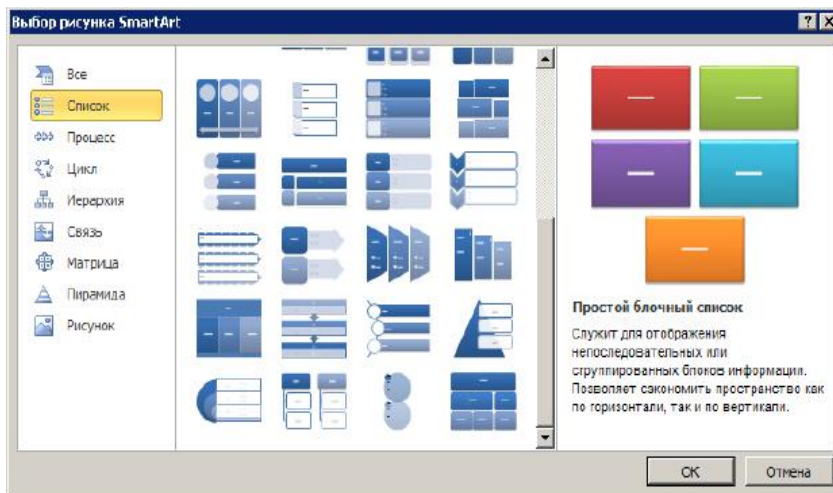 Выбор рисунка SmartArt
Все
Список
Процесс
Цикл
Иерархия
Связь
Матрица
Пирамида
Рисунок
Простой блочный список
Служит для отображения
непоследовательных или
сгруппированных блоков информации.
Позволяет сэкономить пространство как
по горизонтали, так и по вертикали.
ОК
Отмена